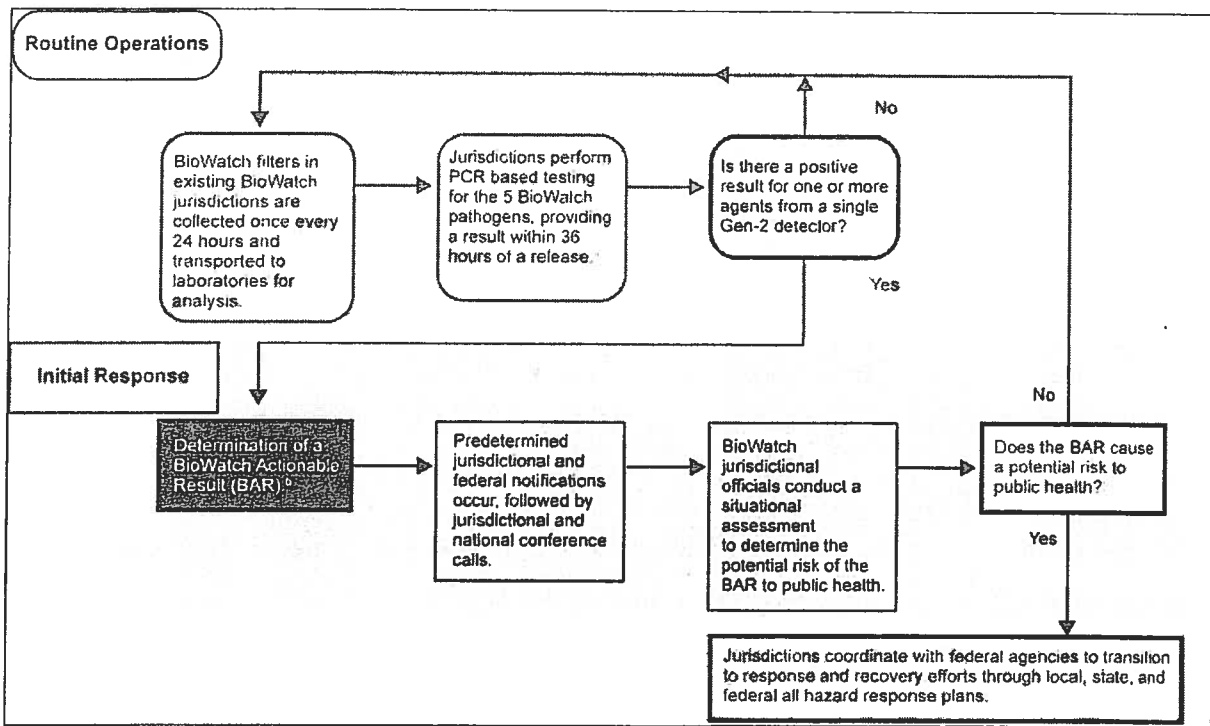 Routine Operations
No
BioWatch filters in
existing BioWatch
jurisdictions are
collected once every
24 hours and
transported to
laboratories for
analysis.
Jurisdictions perform
PCR based testing
for the 5 BioWatch
pathogens, providing
a result within 36
hours of a release.
Is there a positive
result for one or more
agents from a single
Gen-2 detector?
Yes
Initial Response
No
Determination of a
BioWatch Actionable
Result (BAR) b
Predetermined
jurisdictional and
federal notifications
occur, followed by
jurisdictional and
national conference
calls.
BioWatch
jurisdictional
officials conduct a
situational
assessment
to determine the
potential risk of the
BAR to public health.
Does the BAR cause
a potential risk to
public health?
Yes
Jurisdictions coordinate with federal agencies to transition
to response and recovery efforts through local, state, and
federal all hazard response plans.